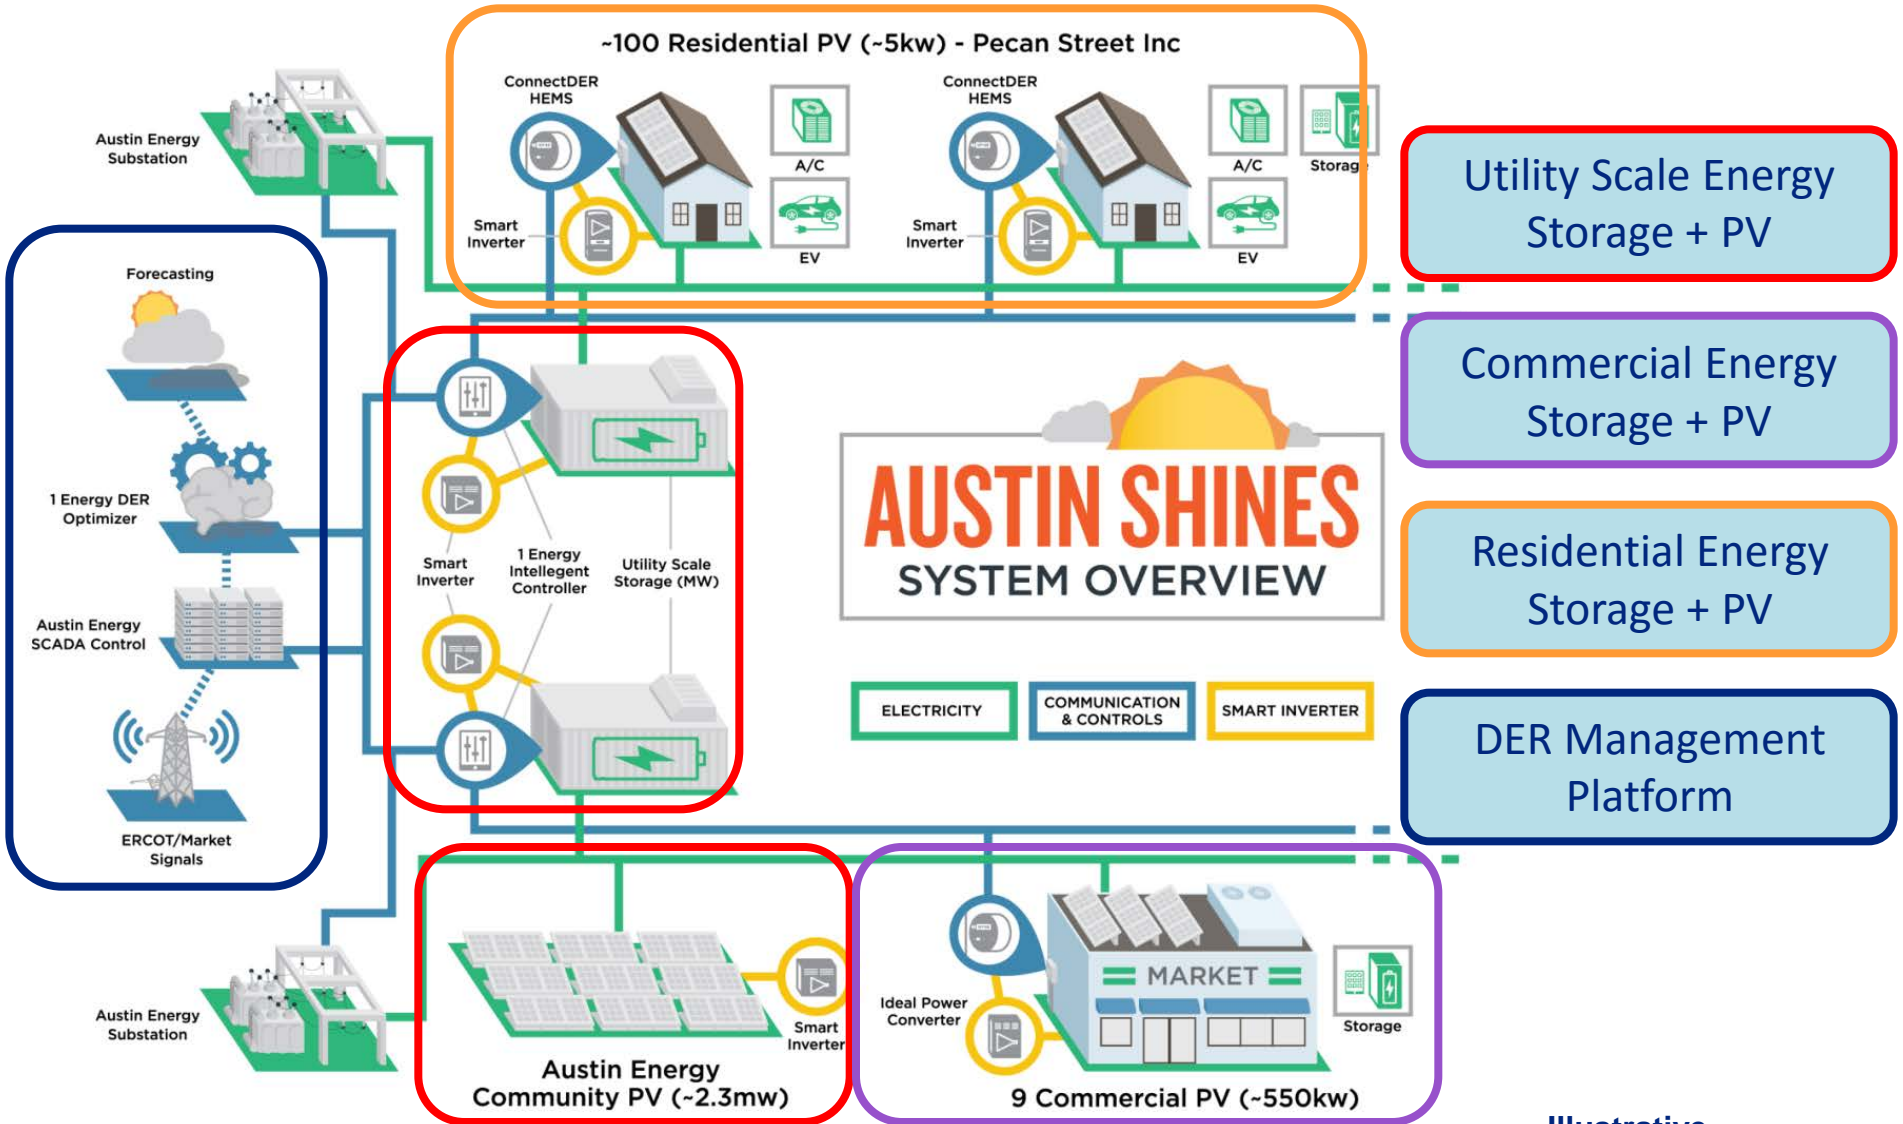 ~100 Residential PV (~5kw) - Pecan Street Inc
ConnectDER
HEMS
A/C
Smart
Inverter
EV
ConnectDER
HEMS
A/C
Storage
Smart
Inverter
EV
Austin Energy
Substation
Forecasting
1 Energy DER
Optimizer
Austin Energy
SCADA Control
ERCOT/Market
Signals
Smart
Inverter
1 Energy
Intellegent
Controller
Utility Scale
Storage (MW)
AUSTIN SHINES
SYSTEM OVERVIEW
ELECTRICITY
COMMUNICATION
& CONTROLS
SMART INVERTER
Utility Scale Energy
Storage + PV
Commercial Energy
Storage + PV
Residential Energy
Storage + PV
DER Management
Platform
Austin Energy
Substation
Smart
Inverter
Austin Energy
Community PV (~2.3mw)
Ideal Power
Converter
MARKET
Storage
9 Commercial PV (~550kw)
Illustrative